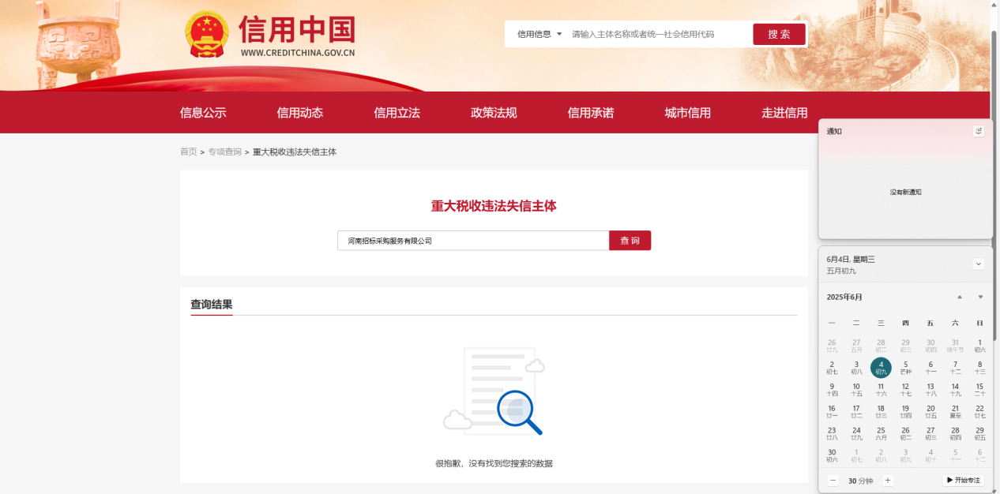 信用中国
WWW.CREDITCHINA.GOV.CN
信用信息 请输入主体名称或者统一社会信用代码 搜索
信息公示 信用动态 信用立法 政策法规 信用承诺 城市信用 走进信用
首页 > 专项查询 > 重大税收违法失信主体
重大税收违法失信主体
河南招标采购服务有限公司 查询
查询结果
很抱歉，没有找到您搜索的数据
通知
没有新通知
6月4日, 星期三
五月初九
2025年6月
一 二 三 四 五 六 日
26 27 28 29 30 31 1
廿九 五月 初二 初三 初四 端午节 初六
2 3 4 5 6 7 8
初七 初八 初九 芒种 十一 十二 十三
9 10 11 12 13 14 15
十四 十五 十六 十七 十八 十九 二十
16 17 18 19 20 21 22
廿一 廿二 廿三 廿四 廿五 夏至 廿七
23 24 25 26 27 28 29
廿八 廿九 六月 初二 初三 初四 初五
30 1 2 3 4 5 6
初六 初七 初八 初九 初十 十一 十二
30 分钟 开始专注